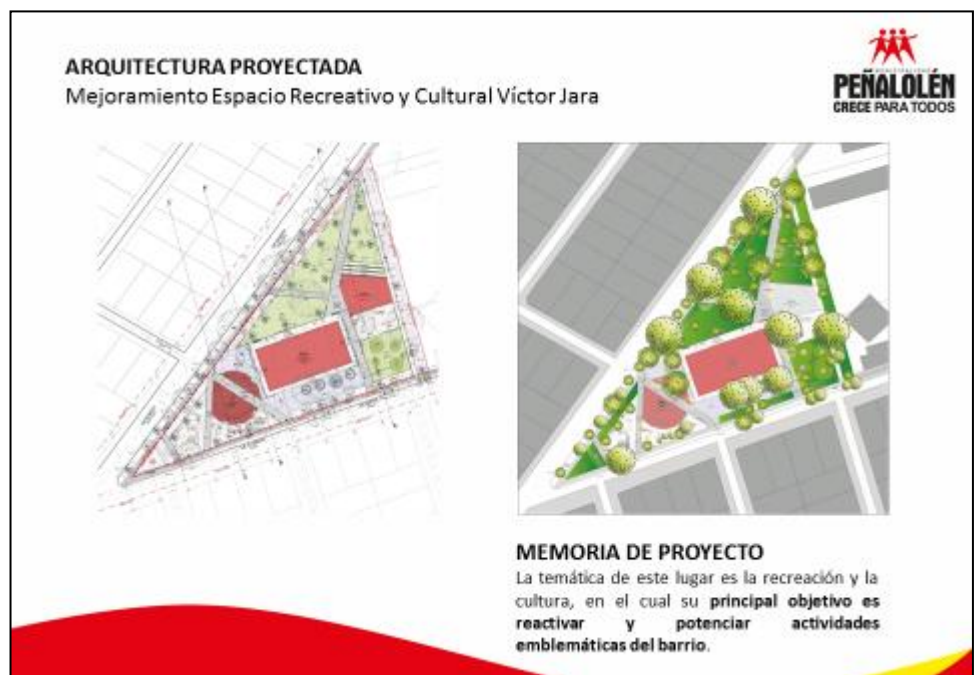 ARQUITECTURA PROYECTADA
Mejoramiento Espacio Recreativo y Cultural Víctor Jara
PEÑALOLÉN
CRECE PARA TODOS
MEMORIA DE PROYECTO
La temática de este lugar es la recreación y la
cultura, en el cual su principal objetivo es
reactivar y potenciar actividades
emblemáticas del barrio.